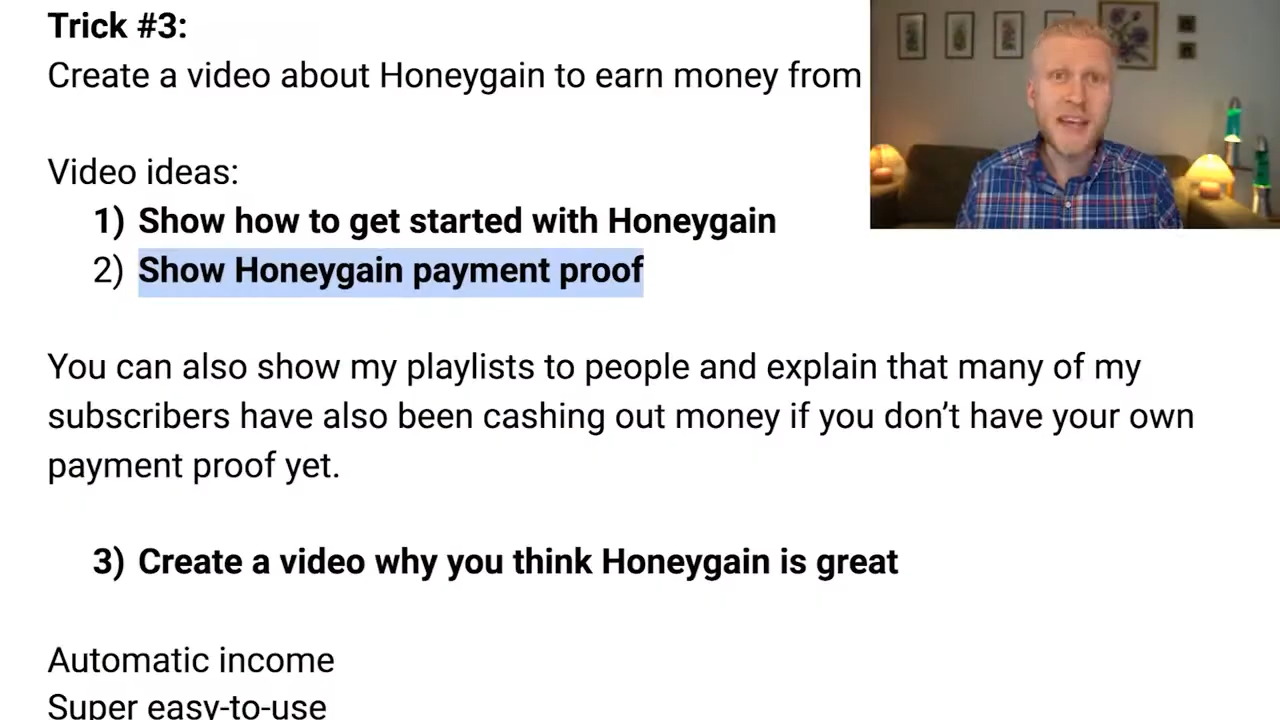 Trick #3:
Create a video about Honeygain to earn money from
Video ideas:
1) Show how to get started with Honeygain
2) Show Honeygain payment proof
You can also show my playlists to people and explain that many of my
subscribers have also been cashing out money if you don’t have your own
payment proof yet.
3) Create a video why you think Honeygain is great
Automatic income
Super easy-to-use